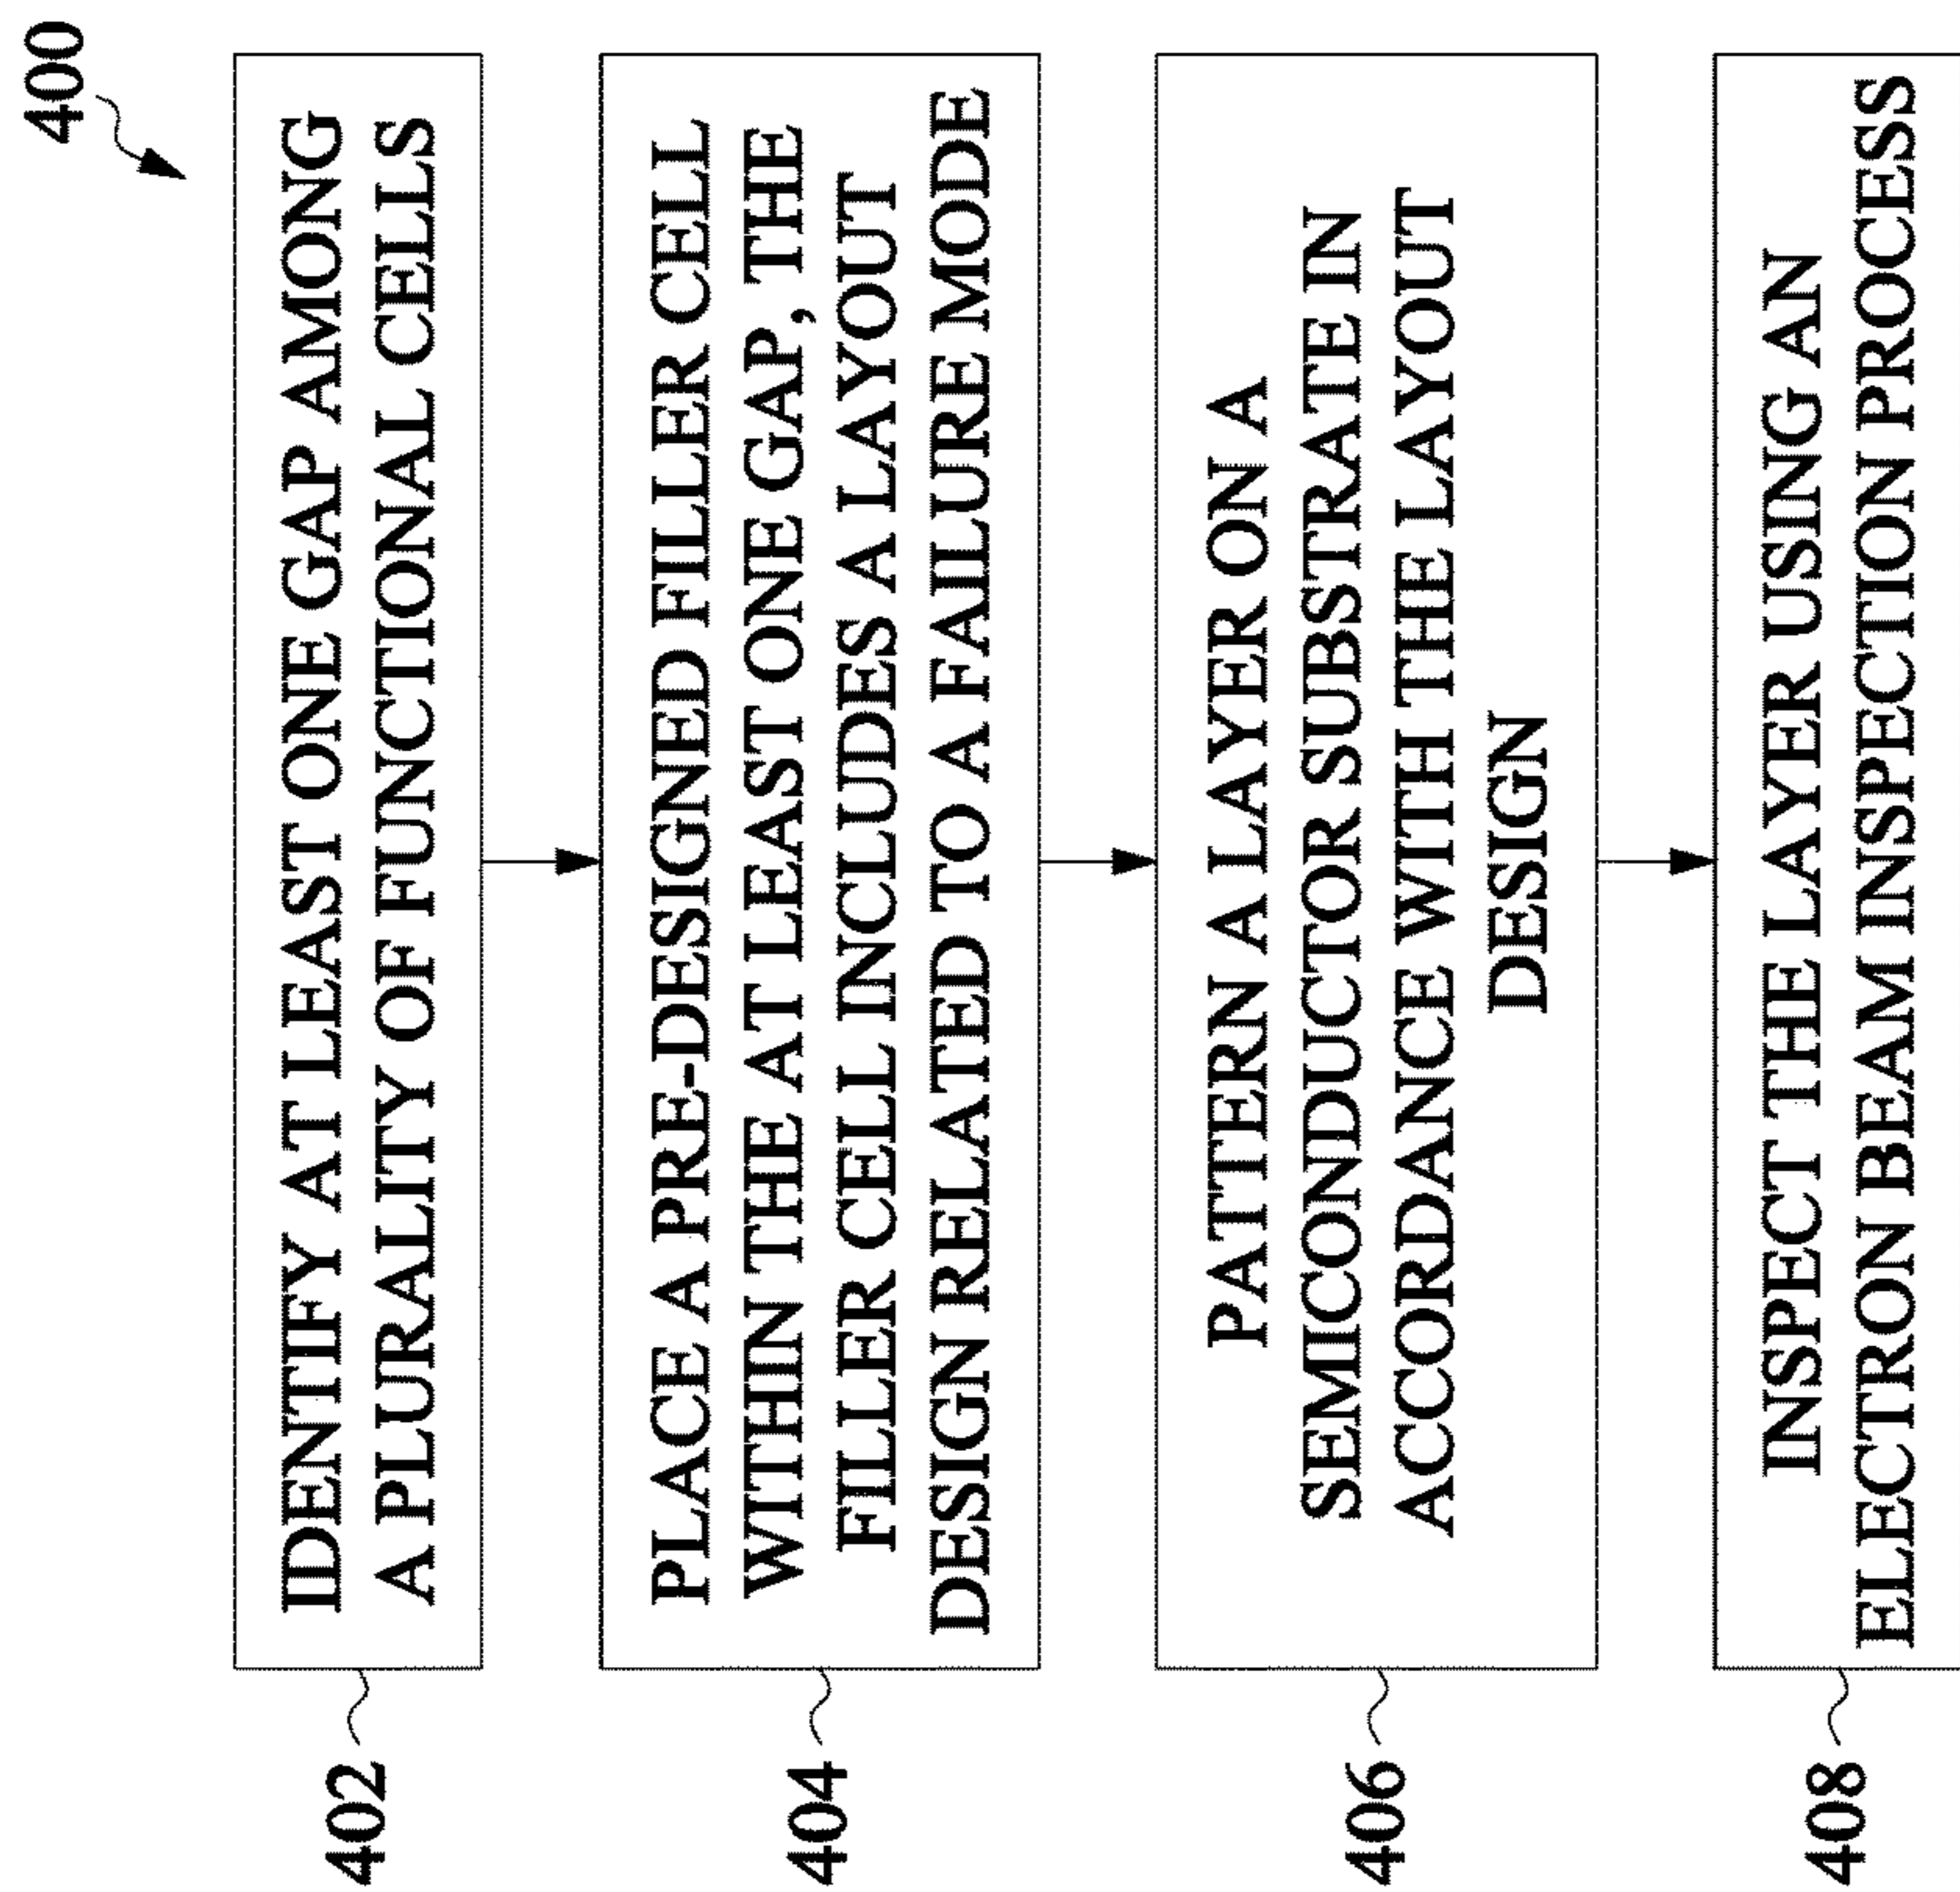 400
402
IDENTIFY AT LEAST ONE GAP AMONG
A PLURALITY OF FUNCTIONAL CELLS
404
PLACE A PRE-DESIGNED FILLER CELL
WITHIN THE AT LEAST ONE GAP, THE
FILLER CELL INCLUDES A LAYOUT
DESIGN RELATED TO A FAILURE MODE
406
PATTERN A LAYER ON A
SEMICONDUCTOR SUBSTRATE IN
ACCORDANCE WITH THE LAYOUT
DESIGN
408
INSPECT THE LAYER USING AN
ELECTRON BEAM INSPECTION PROCESS